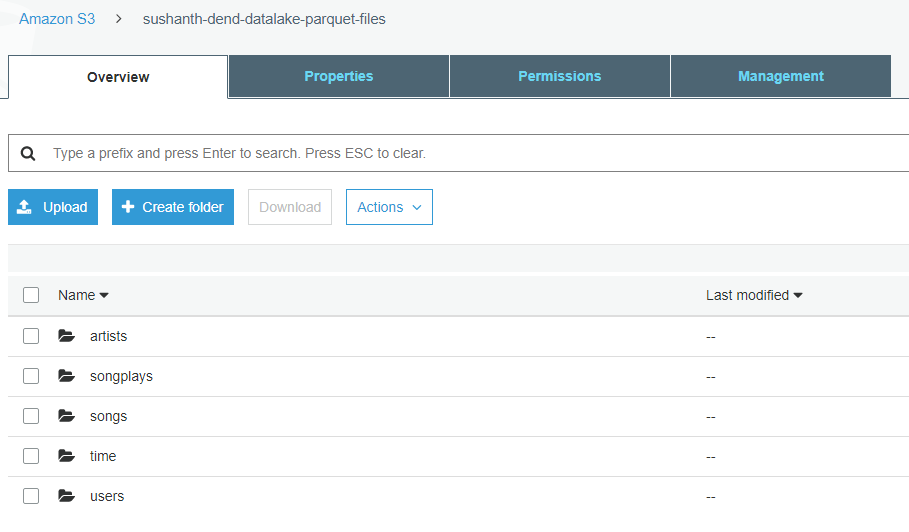 Amazon S3 > sushanth-dend-datalake-parquet-files
Overview Properties Permissions Management
Type a prefix and press Enter to search. Press ESC to clear.
Upload Create folder Download Actions
Name Last modified
artists --
songplays --
songs --
time --
users --